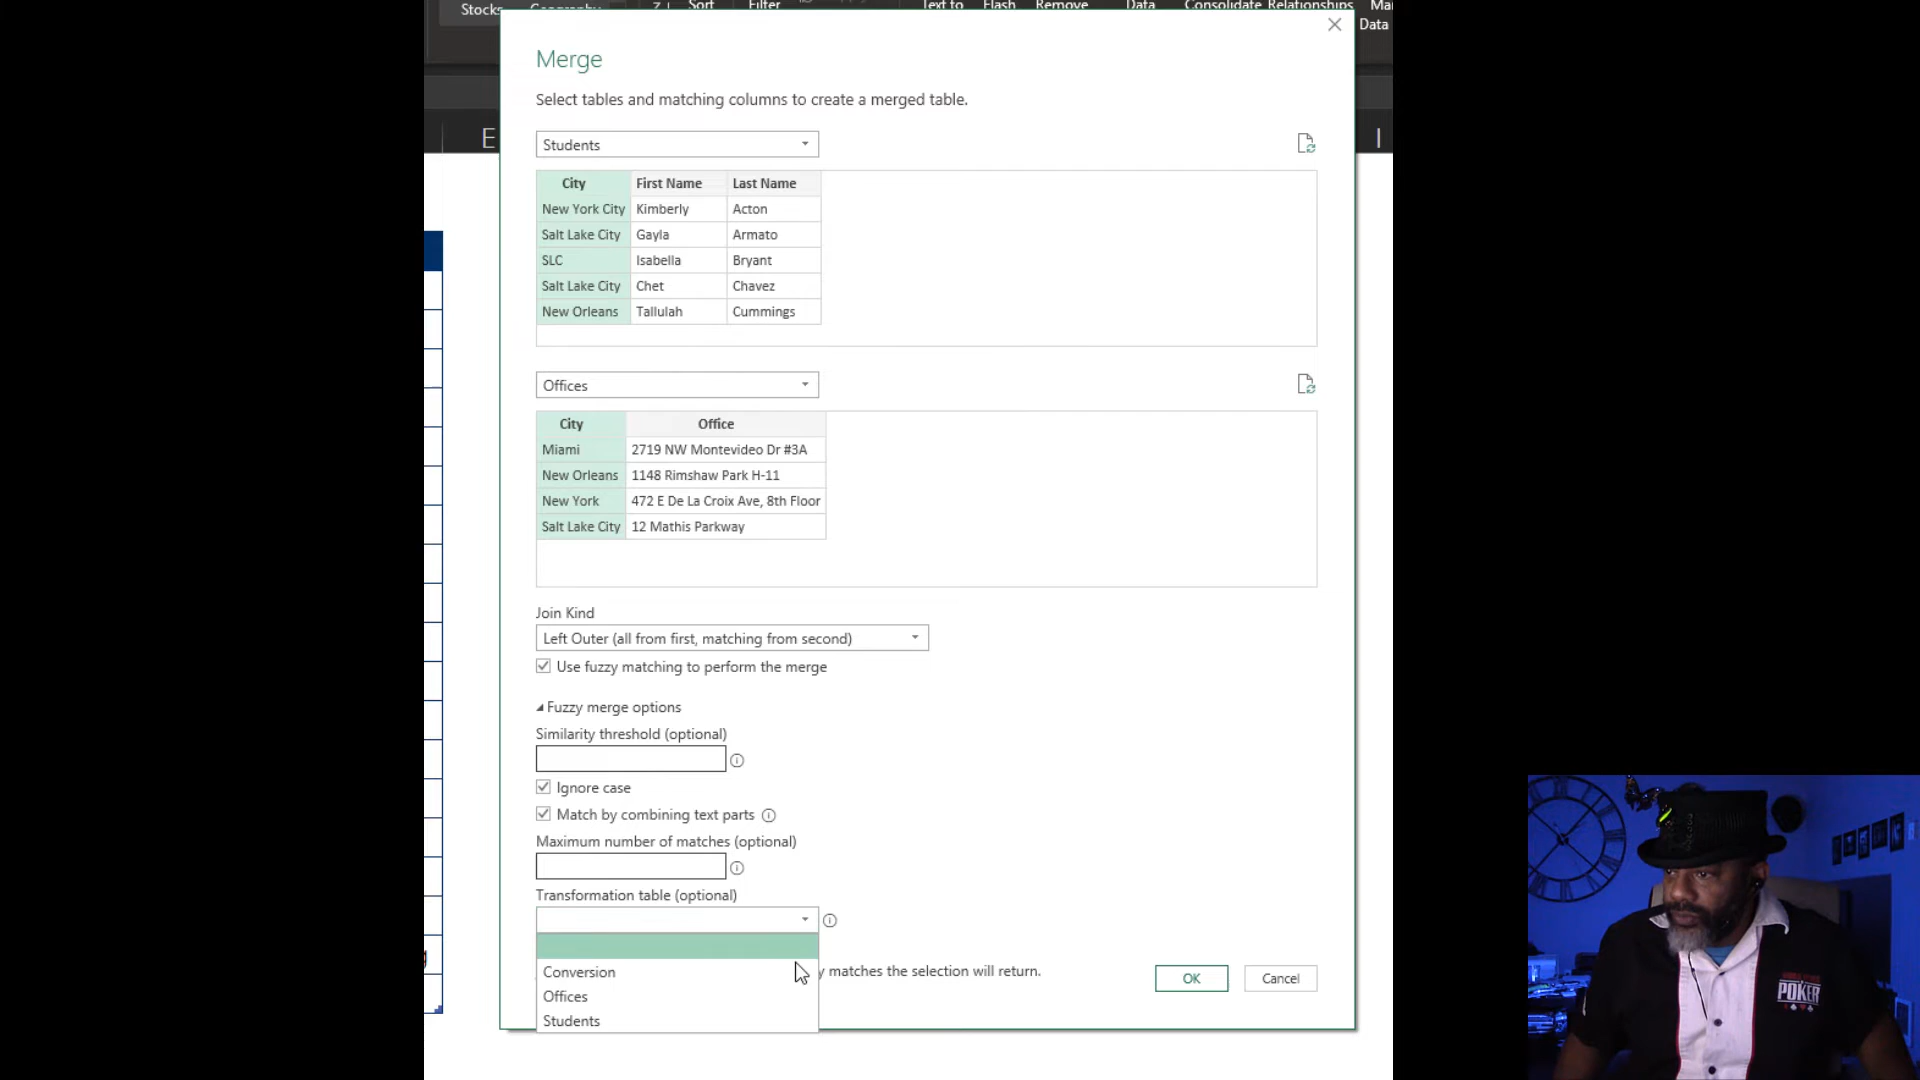 Stocks Geography Sort Filter Text to Flash Remove Data Consolidate Relationships
Data
Merge
Select tables and matching columns to create a merged table.
E
I
Students
City First Name Last Name
New York City Kimberly Acton
Salt Lake City Gayla Armato
SLC Isabella Bryant
Salt Lake City Chet Chavez
New Orleans Tallulah Cummings
Offices
City Office
Miami 2719 NW Montevideo Dr #3A
New Orleans 1148 Rimshaw Park H-11
New York 472 E De La Croix Ave, 8th Floor
Salt Lake City 12 Mathis Parkway
Join Kind
Left Outer (all from first, matching from second)
Use fuzzy matching to perform the merge
Fuzzy merge options
Similarity threshold (optional)
Ignore case
Match by combining text parts
Maximum number of matches (optional)
Transformation table (optional)
Conversion
Offices
Students
matches the selection will return.
OK Cancel
POKER